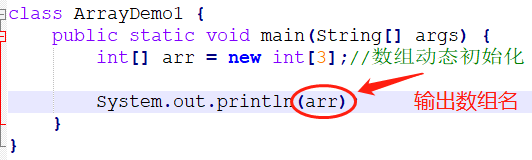 class ArrayDemo1 {
public static void main(String[] args) {
int[] arr = new int[3];//数组动态初始化
System.out.println(arr)
输出数组名
}
}